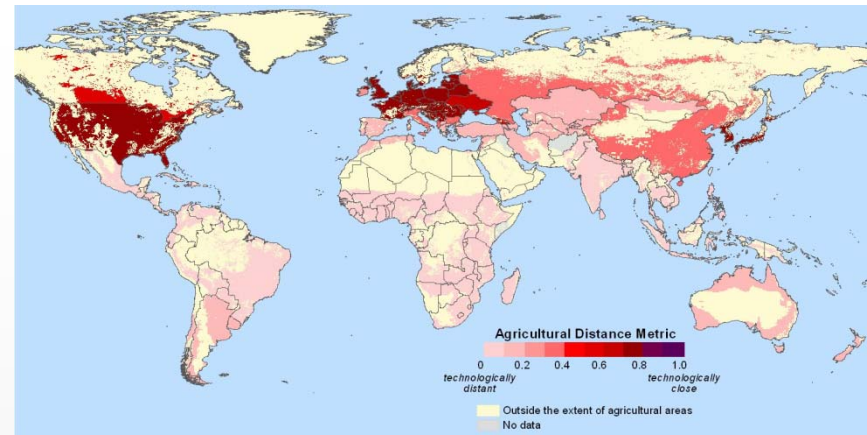 Agricultural Distance Metric
0 0.2 0.4 0.6 0.8 1.0
technologically technologically
distant close
Outside the extent of agricultural areas
No data